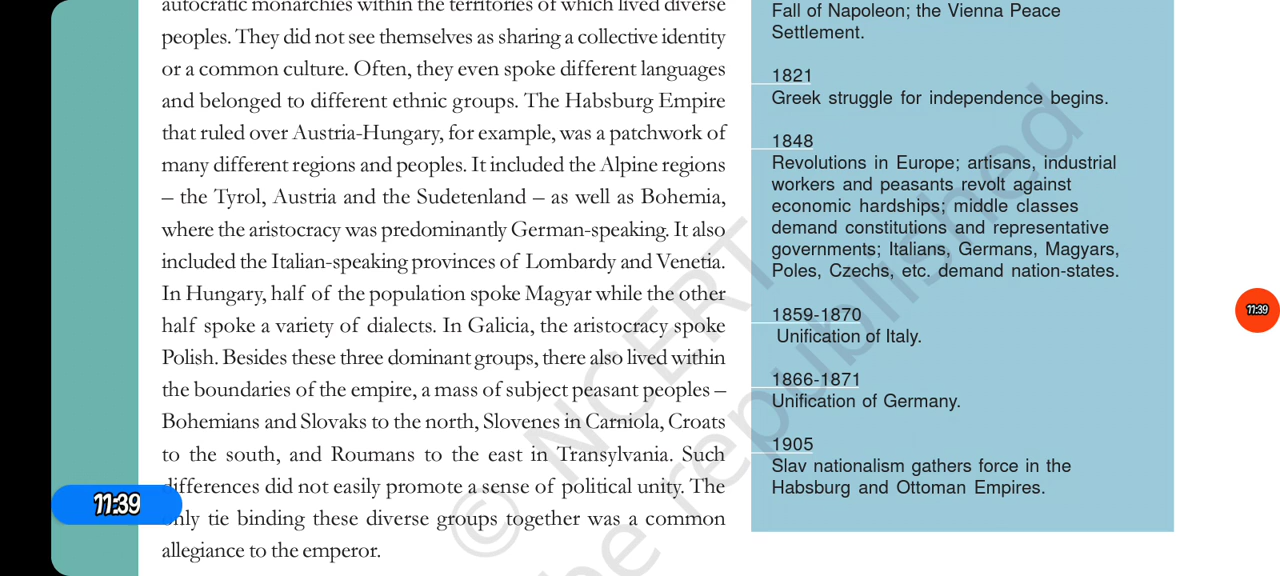 autocratic monarchies within the territories of which lived diverse
peoples. They did not see themselves as sharing a collective identity
or a common culture. Often, they even spoke different languages
and belonged to different ethnic groups. The Habsburg Empire
that ruled over Austria-Hungary, for example, was a patchwork of
many different regions and peoples. It included the Alpine regions
– the Tyrol, Austria and the Sudetenland – as well as Bohemia,
where the aristocracy was predominantly German-speaking. It also
included the Italian-speaking provinces of Lombardy and Venetia.
In Hungary, half of the population spoke Magyar while the other
half spoke a variety of dialects. In Galicia, the aristocracy spoke
Polish. Besides these three dominant groups, there also lived within
the boundaries of the empire, a mass of subject peasant peoples –
Bohemians and Slovaks to the north, Slovenes in Carniola, Croats
to the south, and Roumans to the east in Transylvania. Such
differences did not easily promote a sense of political unity. The
only tie binding these diverse groups together was a common
allegiance to the emperor.
Fall of Napoleon; the Vienna Peace
Settlement.
1821
Greek struggle for independence begins.
1848
Revolutions in Europe; artisans, industrial
workers and peasants revolt against
economic hardships; middle classes
demand constitutions and representative
governments; Italians, Germans, Magyars,
Poles, Czechs, etc. demand nation-states.
1859-1870
Unification of Italy.
1866-1871
Unification of Germany.
1905
Slav nationalism gathers force in the
Habsburg and Ottoman Empires.
© NCERT
be republished
11:39
11:39